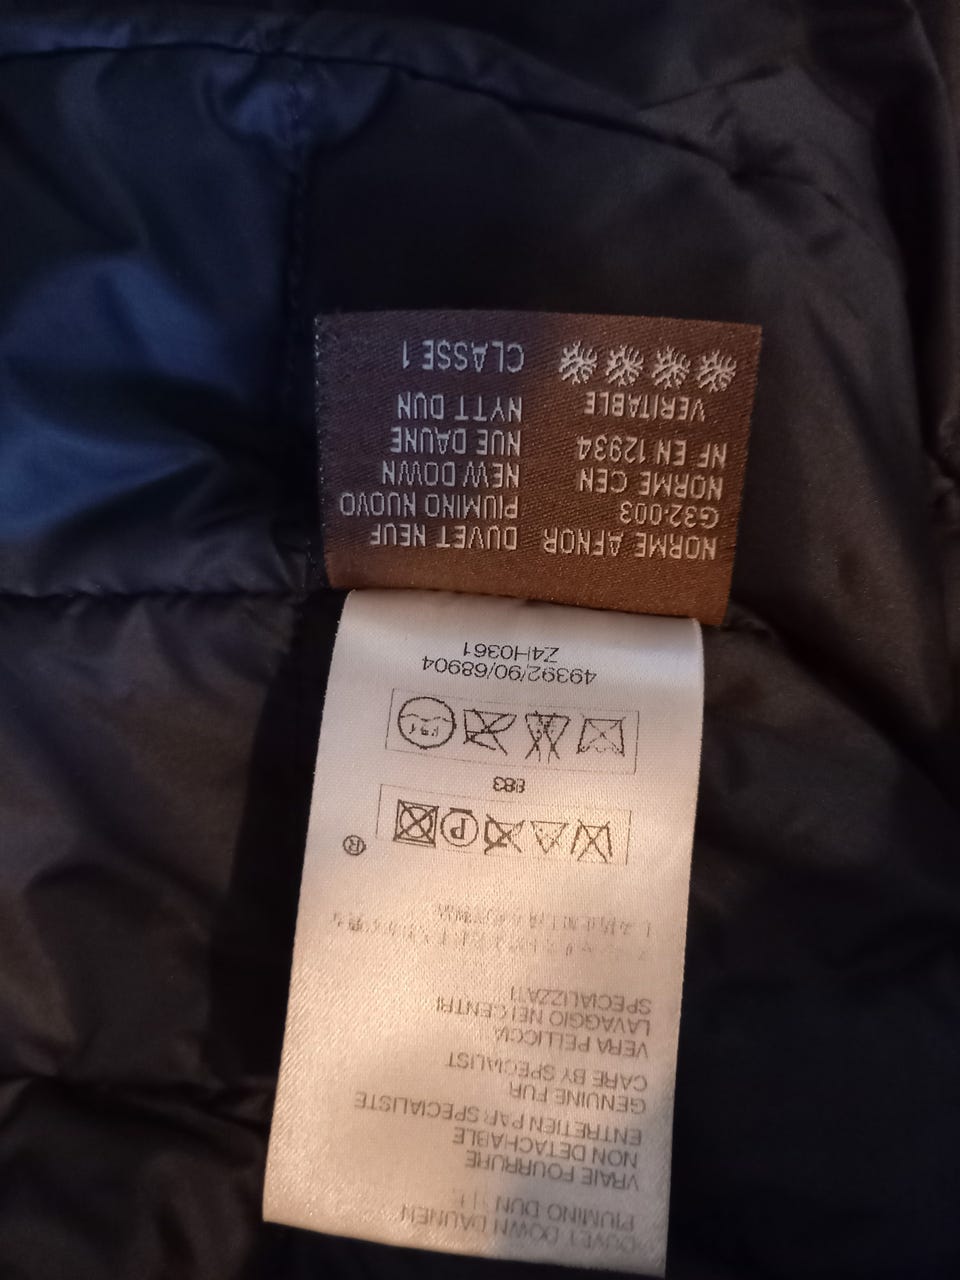 DUVET DOWN DAUNEN
PIUMINO DUN
VRAIE FOURRURE
NON DETACHABLE
ENTRETIEN PAR SPECIALISTE
GENUINE FUR
CARE BY SPECIALIST
VERA PELLICCIA
LAVAGGIO NEI CENTRI
SPECIALIZZATI
®
P
883
49392/90/68904
Z4H0361
NORME AFNOR DUVET NEUF
G32·003 PIUMINO NUOVO
NORME CEN NEW DOWN
NF EN 12934 NUE DAUNE
VERITABLE NYTT DUN
CLASSE 1